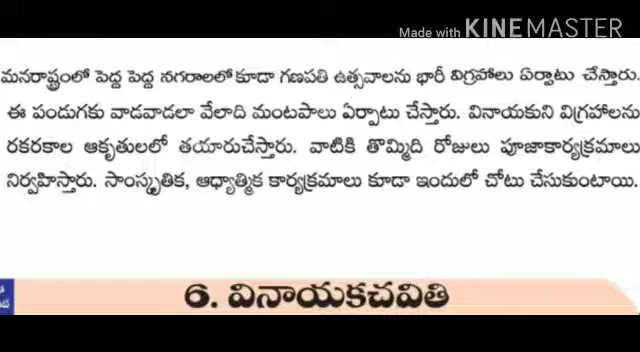 Made with KINEMASTER
మనరాష్ట్రంలో పెద్ద పెద్ద నగరాలలో కూడా గణపతి ఉత్సవాలను భారీ విగ్రహాలు ఏర్పాటు చేస్తారు.
ఈ పండుగకు వాడవాడలా వేలాది మంటపాలు ఏర్పాటు చేస్తారు. వినాయకుని విగ్రహాలను
రకరకాల ఆకృతులలో తయారుచేస్తారు. వాటికి తొమ్మిది రోజులు పూజాకార్యక్రమాలు
నిర్వహిస్తారు. సాంస్కృతిక, ఆధ్యాత్మిక కార్యక్రమాలు కూడా ఇందులో చోటు చేసుకుంటాయి.
6. వినాయకచవితి